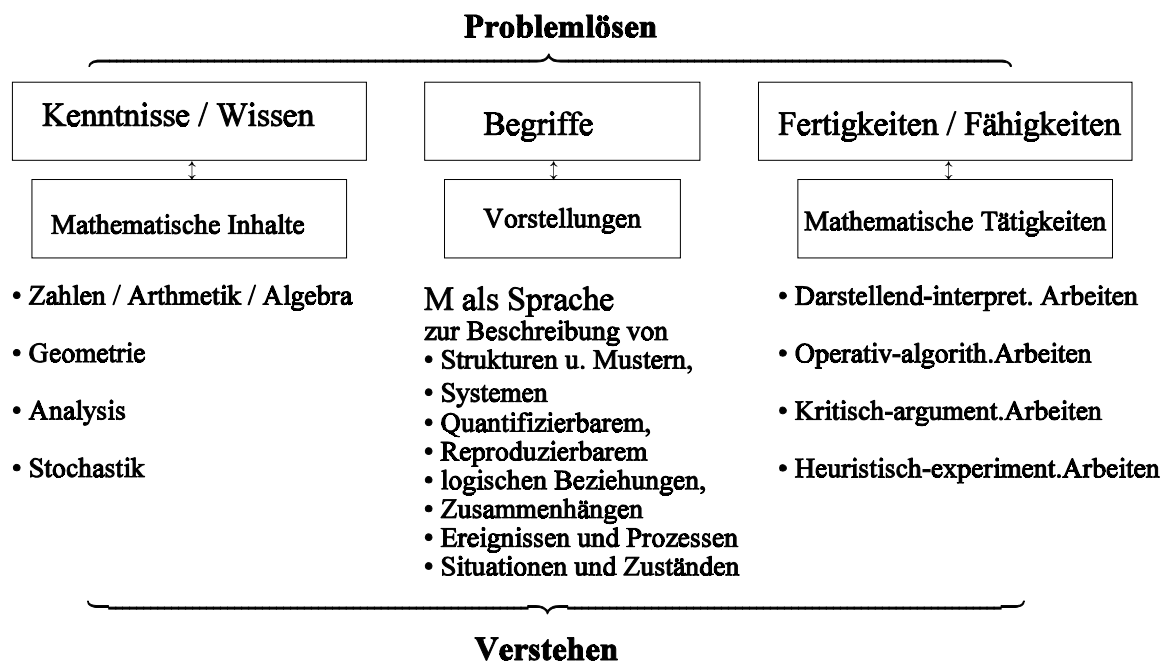 Problemlösen
Kenntnisse / Wissen
Mathematische Inhalte
• Zahlen / Arthmetik / Algebra
• Geometrie
• Analysis
• Stochastik
Begriffe
Vorstellungen
M als Sprache
zur Beschreibung von
• Strukturen u. Mustern,
• Systemen
• Quantifizierbarem,
• Reproduzierbarem
• logischen Beziehungen,
• Zusammenhängen
• Ereignissen und Prozessen
• Situationen und Zuständen
Fertigkeiten / Fähigkeiten
Mathematische Tätigkeiten
• Darstellend-interpret. Arbeiten
• Operativ-algorith.Arbeiten
• Kritisch-argument.Arbeiten
• Heuristisch-experiment.Arbeiten
Verstehen